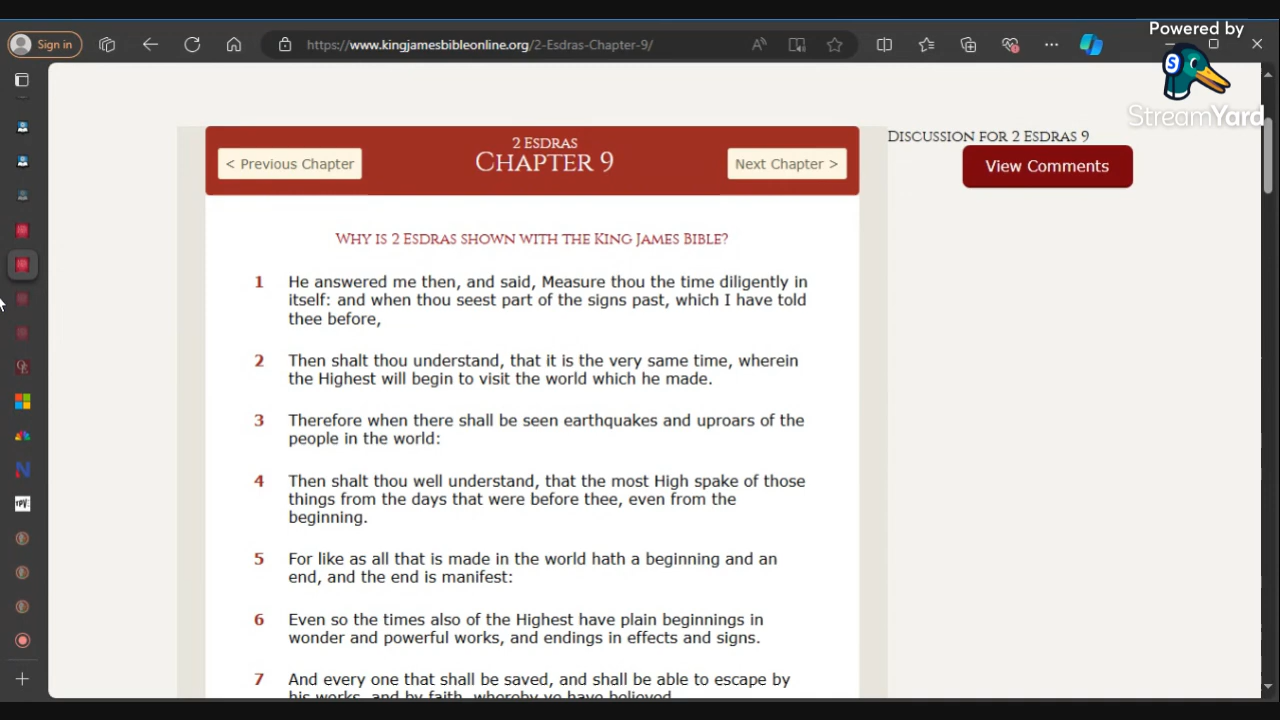 Powered by
Sign in
https://www.kingjamesbibleonline.org/2-Esdras-Chapter-9/
StreamYard
2 Esdras
Chapter 9
< Previous Chapter
Next Chapter >
Discussion for 2 Esdras 9
View Comments
Why is 2 Esdras shown with the King James Bible?
1 He answered me then, and said, Measure thou the time diligently in
itself: and when thou seest part of the signs past, which I have told
thee before,
2 Then shalt thou understand, that it is the very same time, wherein
the Highest will begin to visit the world which he made.
3 Therefore when there shall be seen earthquakes and uproars of the
people in the world:
4 Then shalt thou well understand, that the most High spake of those
things from the days that were before thee, even from the
beginning.
5 For like as all that is made in the world hath a beginning and an
end, and the end is manifest:
6 Even so the times also of the Highest have plain beginnings in
wonder and powerful works, and endings in effects and signs.
7 And every one that shall be saved, and shall be able to escape by
his works, and by faith, whereby ye have believed,